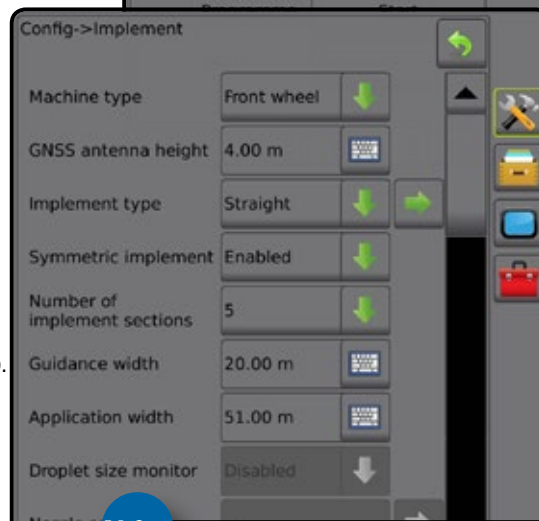 Config->Implement
Machine type Front wheel
GNSS antenna height 4.00 m
Implement type Straight
Symmetric implement Enabled
Number of
implement sections 5
Guidance width 20.00 m
Application width 51.00 m
Droplet size monitor Disabled